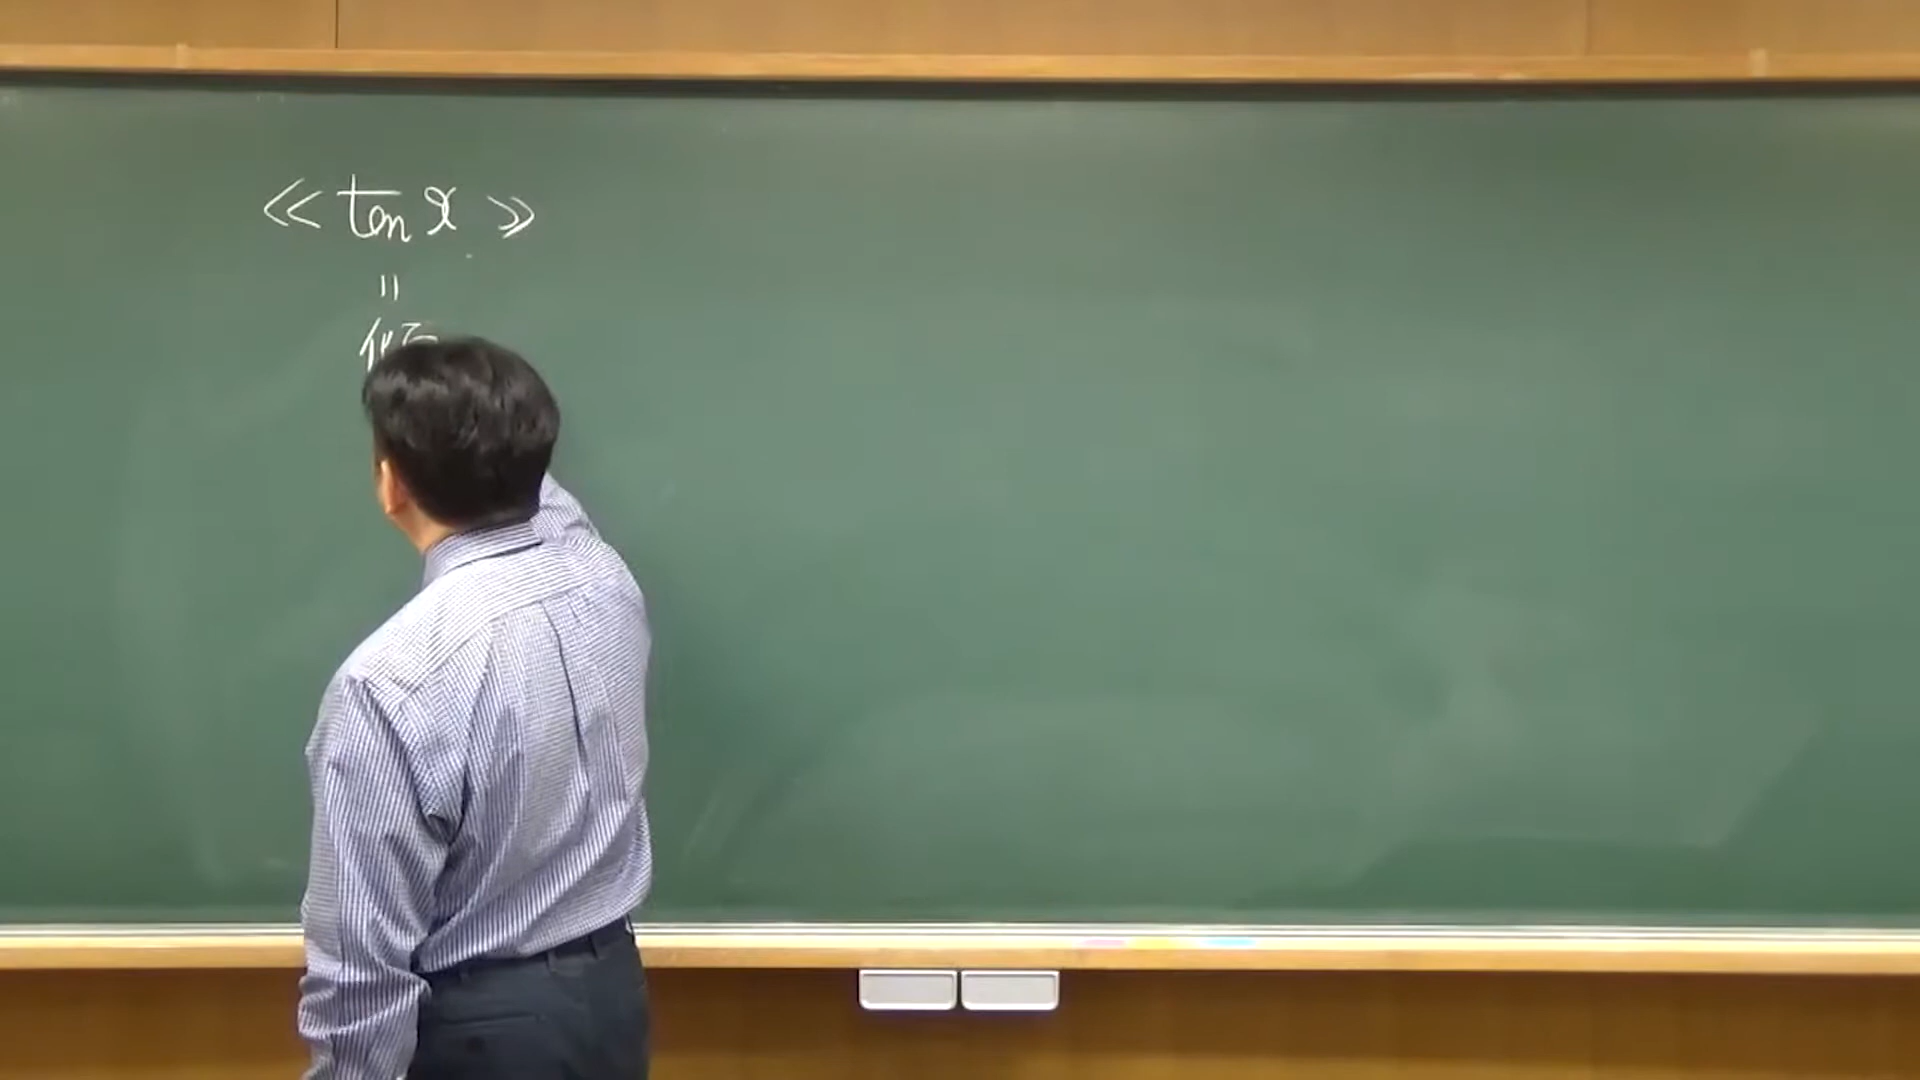 ≪ tan x ≫
=